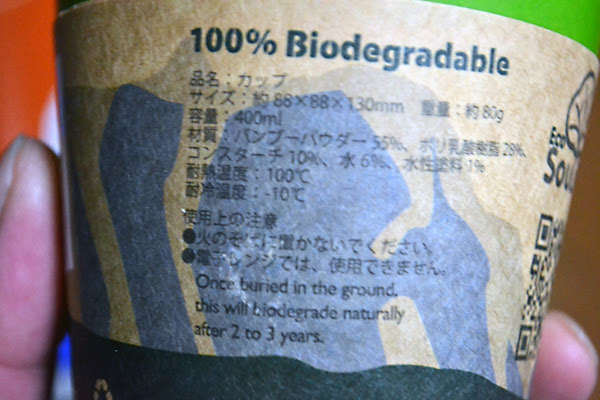 100% Biodegradable
品名：カップ
サイズ：約 88×88×130mm 重量：約 80g
容量：400ml
材質：バンブーパウダー 55%、ポリ乳酸樹脂 28%、
コンスターチ 10%、水 6%、水性塗料 1%
耐熱温度：100℃
耐冷温度：-10℃
使用上の注意
●火のそばに置かないでください。
●電子レンジでは、使用できません。
Once buried in the ground,
this will biodegrade naturally
after 2 to 3 years.
Eco